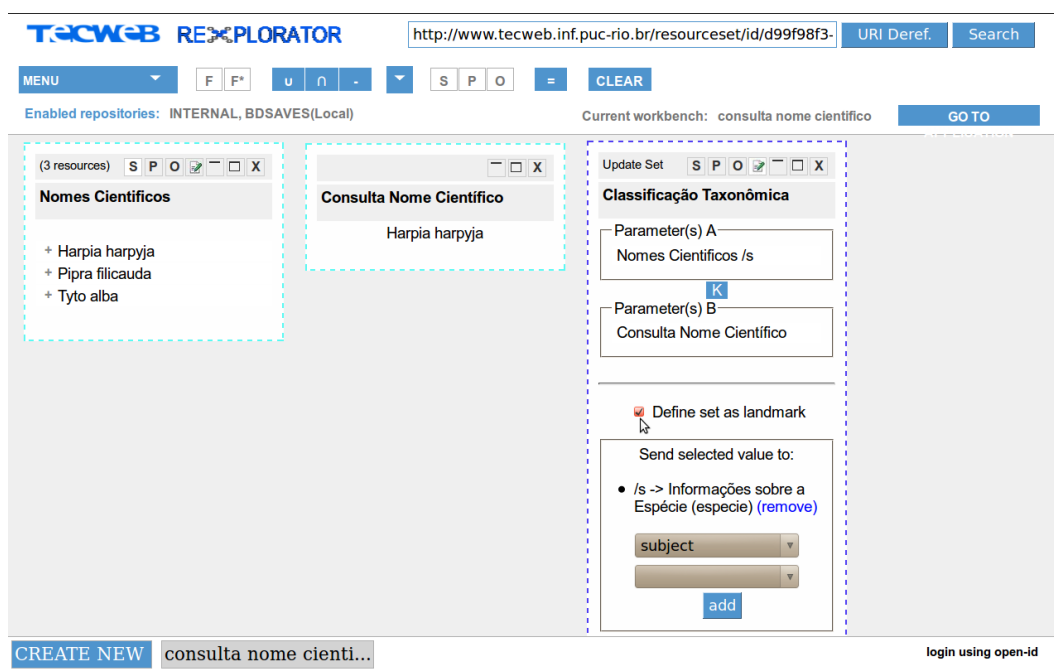 TECWEB REXPLORATOR http://www.tecweb.inf.puc-rio.br/resourceset/id/d99f98f3- URI Deref. Search
MENU F F* ∪ ∩ - S P O = CLEAR
Enabled repositories: INTERNAL, BDSAVES(Local) Current workbench: consulta nome cientifico GO TO
(3 resources) S P O X
Nomes Cientificos
+ Harpia harpyja
+ Pipra filicauda
+ Tyto alba
X
Consulta Nome Científico
Harpia harpyja
Update Set S P O X
Classificação Taxonômica
Parameter(s) A
Nomes Cientificos /s
K
Parameter(s) B
Consulta Nome Científico
Define set as landmark
Send selected value to:
• /s -> Informações sobre a
Espécie (especie) (remove)
subject
add
CREATE NEW consulta nome cienti... login using open-id